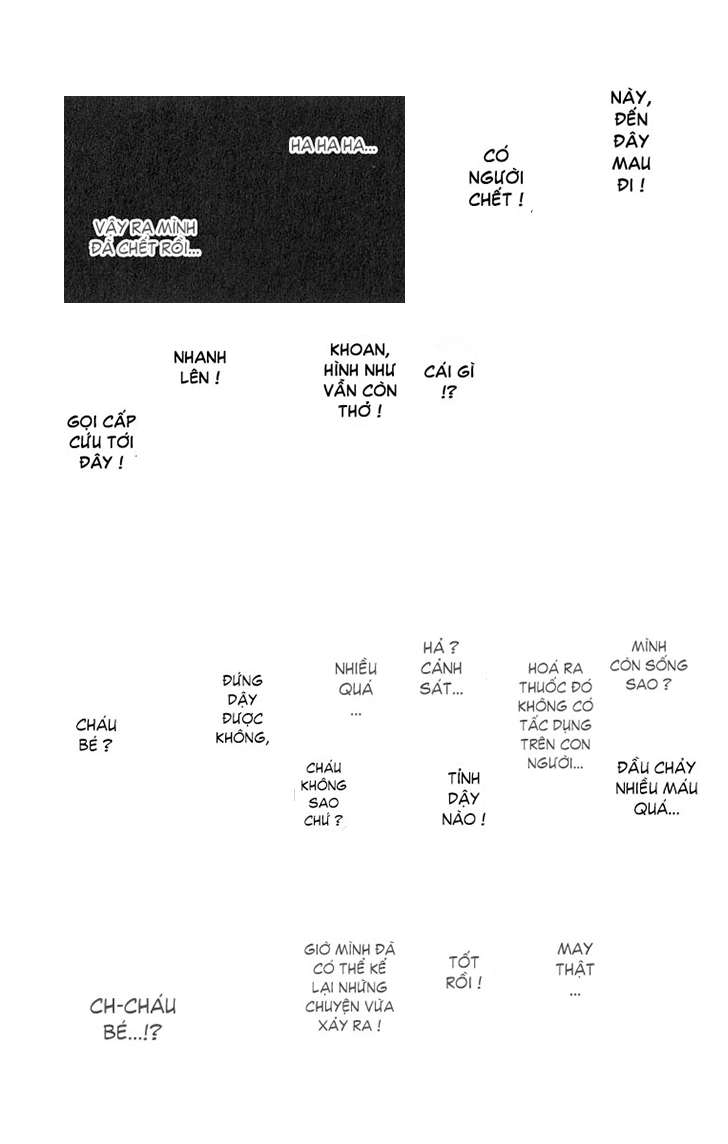 NÀY,
ĐẾN
ĐÂY
MAU
ĐI !
CÓ
NGƯỜI
CHẾT !
HA HA HA...
VẬY RA MÌNH
ĐÃ CHẾT RỒI...
CÁI GÌ
!?
KHOAN,
HÌNH NHƯ
VẪN CÒN
THỞ !
NHANH
LÊN !
GỌI CẤP
CỨU TỚI
ĐÂY !
MÌNH
CÒN SỐNG
SAO ?
ĐẦU CHẢY
NHIỀU MÁU
QUÁ...
HOÁ RA
THUỐC ĐÓ
KHÔNG CÓ
TẤC DỤNG
TRÊN CON
NGƯỜI...
HẢ ?
CẢNH
SÁT...
TỈNH
DẬY
NÀO !
NHIỀU
QUÁ
...
CHÁU
KHÔNG
SAO
CHỨ ?
ĐỨNG
DẬY
ĐƯỢC
KHÔNG,
CHÁU
BÉ ?
MAY
THẬT
...
TỐT
RỒI !
GIỜ MÌNH ĐÃ
CÓ THỂ KỂ
LẠI NHỮNG
CHUYỆN VỪA
XẢY RA !
CH-CHÁU
BÉ...!?